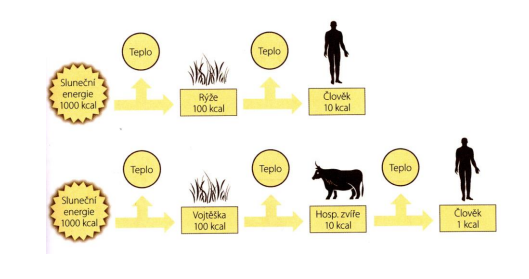 Teplo
Teplo
Sluneční
energie
1000 kcal
Rýže
100 kcal
Člověk
10 kcal
Teplo
Teplo
Teplo
Sluneční
energie
1000 kcal
Vojtěška
100 kcal
Hosp. zvíře
10 kcal
Člověk
1 kcal